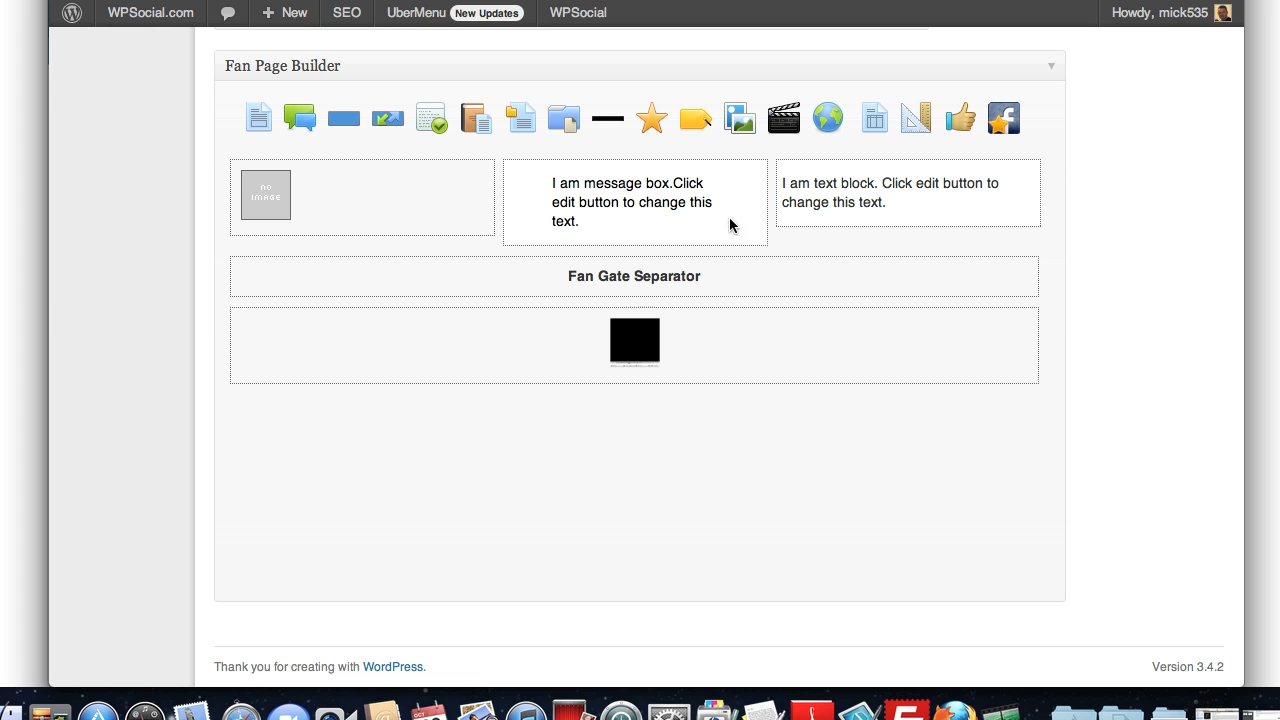 WPSocial.com
New
SEO
UberMenu New Updates
WPSocial
Howdy, mick535
Fan Page Builder
NO
IMAGE
I am message box.Click
edit button to change this
text.
I am text block. Click edit button to
change this text.
Fan Gate Separator
Thank you for creating with WordPress.
Version 3.4.2